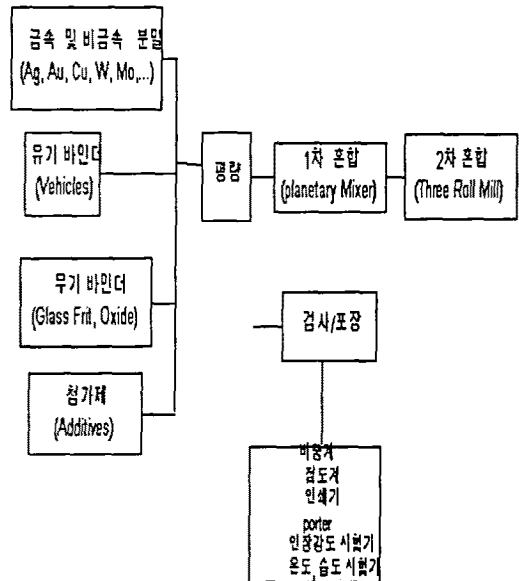 금속 및 비금속 분말
(Ag, Au, Cu, W, Mo,...)
유기 바인더
(Vehicles)
평량
1차 혼합
(planetary Mixer)
2차 혼합
(Three Roll Mill)
무기 바인더
(Glass Frit, Oxide)
검사/포장
첨가제
(Additives)
비중계
점도계
인쇄기
porter
인장강도 시험기
온도, 습도 시험기